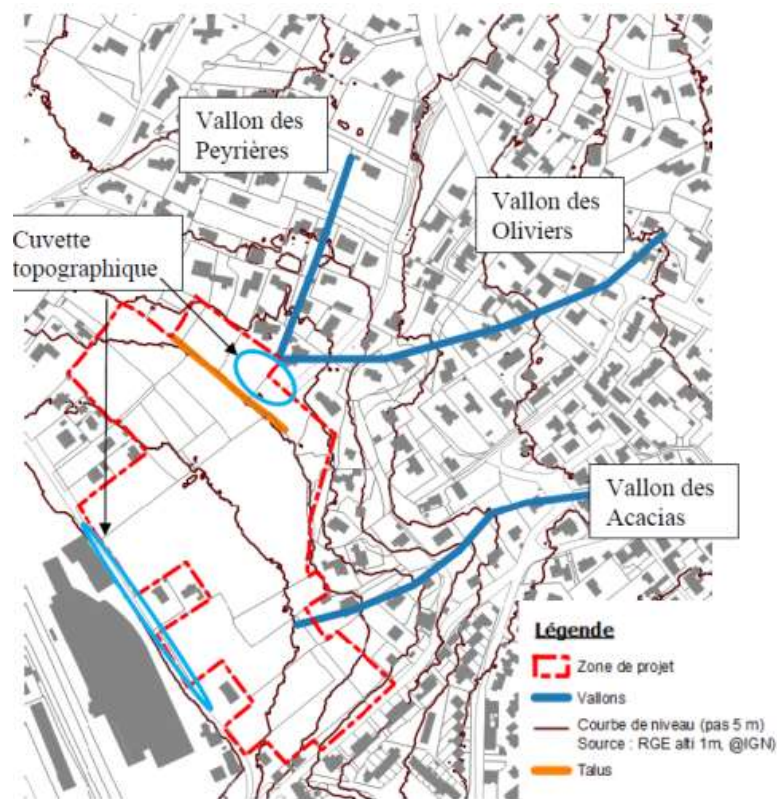 Vallon des
Peyrières
Vallon des
Oliviers
Cuvette
topographique
Vallon des
Acacias
Légende
Zone de projet
Vallons
Courbe de niveau (pas 5 m)
Source : RGE alti 1m, @IGN)
Talus